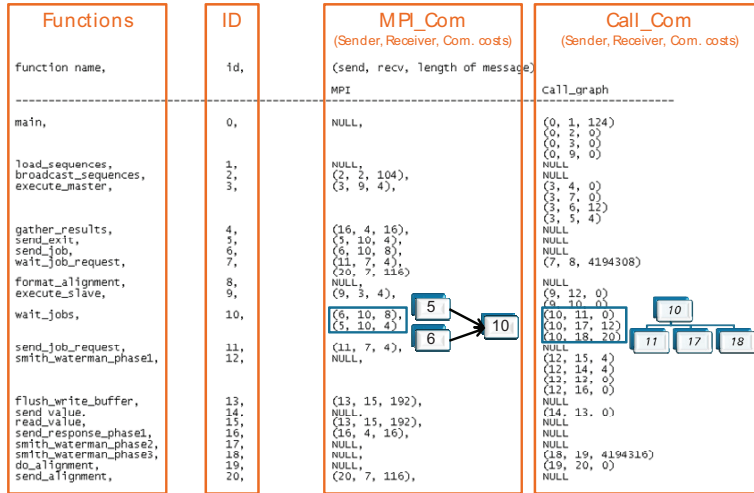 Functions ID MPI_Com Call_Com
(Sender, Receiver, Com. costs) (Sender, Receiver, Com. costs)
function name, id, (send, recv, length of message)
MPI Call_graph
main, 0, NULL, (0, 1, 124)
(0, 2, 0)
(0, 3, 0)
(0, 9, 0)
load_sequences, 1, NULL, NULL
broadcast_sequences, 2, (2, 2, 104), NULL
execute_master, 3, (3, 9, 4), (3, 4, 0)
(3, 7, 0)
(3, 6, 12)
(3, 5, 4)
gather_results, 4, (16, 4, 16), NULL
send_exit, 5, (5, 10, 4), NULL
send_job, 6, (6, 10, 8), NULL
wait_job_request, 7, (11, 7, 4), (7, 8, 4194308)
(20, 7, 116)
format_alignment, 8, NULL, NULL
execute_slave, 9, (9, 3, 4), (9, 12, 0)
(9, 10, 0)
wait_jobs, 10, (6, 10, 8) (10, 11, 0)
(5, 10, 4) (10, 17, 12)
(10, 18, 20)
5
6
10
10
11 17 18
send_job_request, 11, (11, 7, 4), NULL
smith_waterman_phase1, 12, NULL, (12, 15, 4)
(12, 14, 4)
(12, 16, 0)
flush_write_buffer, 13, (13, 15, 192), NULL
send_value. 14. NULL. (14. 13. 0)
read_value, 15, (13, 15, 192), NULL
send_response_phase1, 16, (16, 4, 16), NULL
smith_waterman_phase2, 17, NULL, NULL
smith_waterman_phase3, 18, NULL, (18, 19, 4194316)
do_alignment, 19, NULL, (19, 20, 0)
send_alignment, 20, (20, 7, 116), NULL